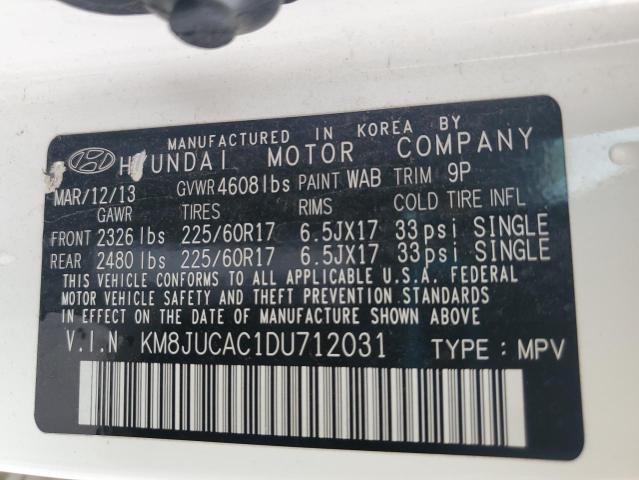 MANUFACTURED IN KOREA BY
HYUNDAI MOTOR COMPANY
MAR/12/13 GVWR 4608lbs PAINT WAB TRIM 9P
GAWR TIRES RIMS COLD TIRE INFL
FRONT 2326 lbs 225/60R17 6.5JX17 33psi SINGLE
REAR 2480 lbs 225/60R17 6.5JX17 33psi SINGLE
THIS VEHICLE CONFORMS TO ALL APPLICABLE U.S.A. FEDERAL
MOTOR VEHICLE SAFETY AND THEFT PREVENTION STANDARDS
IN EFFECT ON THE DATE OF MANUFACTURE SHOWN ABOVE.
V.I.N KM8JUCAC1DU712031 TYPE : MPV